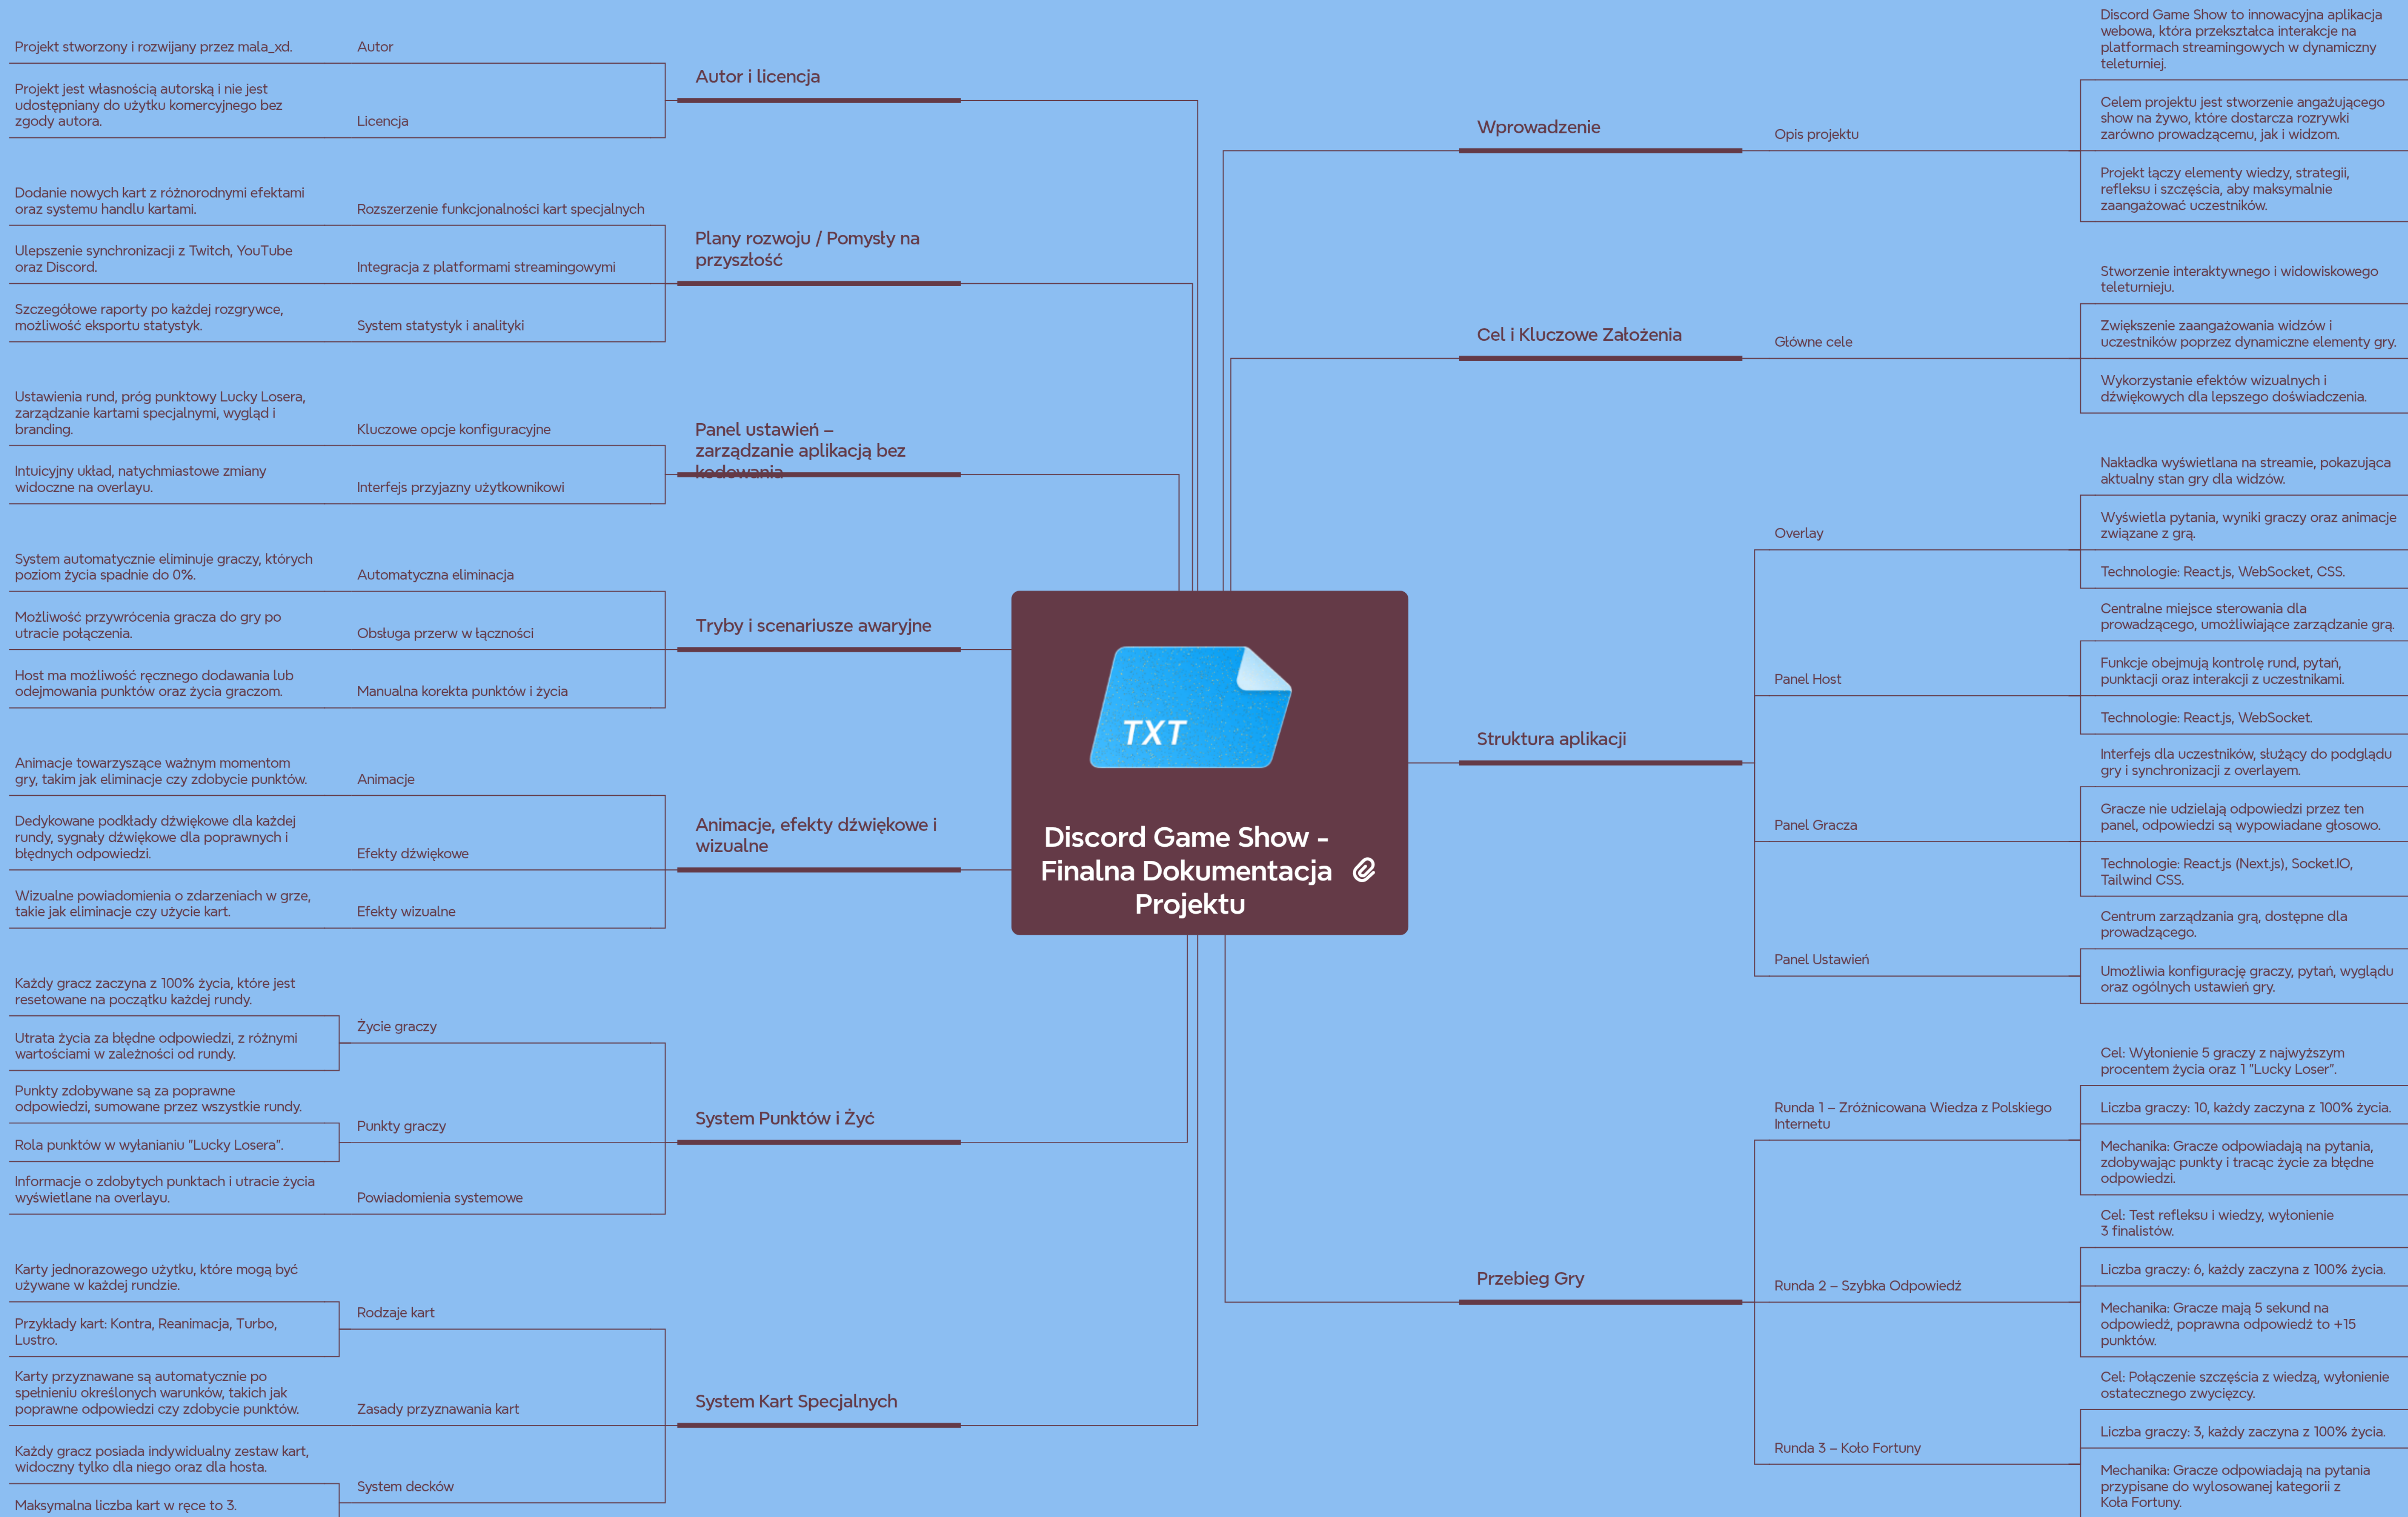 TXT
Discord Game Show -
Finalna Dokumentacja
Projektu
Autor i licencja
Autor
Projekt stworzony i rozwijany przez mala_xd.
Licencja
Projekt jest własnością autorską i nie jest
udostępniany do użytku komercyjnego bez
zgody autora.
Plany rozwoju / Pomysły na
przyszłość
Rozszerzenie funkcjonalności kart specjalnych
Dodanie nowych kart z różnorodnymi efektami
oraz systemu handlu kartami.
Integracja z platformami streamingowymi
Ulepszenie synchronizacji z Twitch, YouTube
oraz Discord.
System statystyk i analityki
Szczegółowe raporty po każdej rozgrywce,
możliwość eksportu statystyk.
Panel ustawień –
zarządzanie aplikacją bez
kodowania
Kluczowe opcje konfiguracyjne
Ustawienia rund, próg punktowy Lucky Losera,
zarządzanie kartami specjalnymi, wygląd i
branding.
Interfejs przyjazny użytkownikowi
Intuicyjny układ, natychmiastowe zmiany
widoczne na overlayu.
Tryby i scenariusze awaryjne
Automatyczna eliminacja
System automatycznie eliminuje graczy, których
poziom życia spadnie do 0%.
Obsługa przerw w łączności
Możliwość przywrócenia gracza do gry po
utracie połączenia.
Manualna korekta punktów i życia
Host ma możliwość ręcznego dodawania lub
odejmowania punktów oraz życia graczom.
Animacje, efekty dźwiękowe i
wizualne
Animacje
Animacje towarzyszące ważnym momentom
gry, takim jak eliminacje czy zdobycie punktów.
Efekty dźwiękowe
Dedykowane podkłady dźwiękowe dla każdej
rundy, sygnały dźwiękowe dla poprawnych i
błędnych odpowiedzi.
Efekty wizualne
Wizualne powiadomienia o zdarzeniach w grze,
takie jak eliminacje czy użycie kart.
System Punktów i Żyć
Życie graczy
Każdy gracz zaczyna z 100% życia, które jest
resetowane na początku każdej rundy.
Utrata życia za błędne odpowiedzi, z różnymi
wartościami w zależności od rundy.
Punkty graczy
Punkty zdobywane są za poprawne
odpowiedzi, sumowane przez wszystkie rundy.
Rola punktów w wyłanianiu "Lucky Losera".
Powiadomienia systemowe
Informacje o zdobytych punktach i utracie życia
wyświetlane na overlayu.
System Kart Specjalnych
Rodzaje kart
Karty jednorazowego użytku, które mogą być
używane w każdej rundzie.
Przykłady kart: Kontra, Reanimacja, Turbo,
Lustro.
Zasady przyznawania kart
Karty przyznawane są automatycznie po
spełnieniu określonych warunków, takich jak
poprawne odpowiedzi czy zdobycie punktów.
System decków
Każdy gracz posiada indywidualny zestaw kart,
widoczny tylko dla niego oraz dla hosta.
Maksymalna liczba kart w ręce to 3.
Wprowadzenie
Opis projektu
Discord Game Show to innowacyjna aplikacja
webowa, która przekształca interakcje na
platformach streamingowych w dynamiczny
teleturniej.
Celem projektu jest stworzenie angażującego
show na żywo, które dostarcza rozrywki
zarówno prowadzącemu, jak i widzom.
Projekt łączy elementy wiedzy, strategii,
refleksu i szczęścia, aby maksymalnie
zaangażować uczestników.
Cel i Kluczowe Założenia
Główne cele
Stworzenie interaktywnego i widowiskowego
teleturnieju.
Zwiększenie zaangażowania widzów i
uczestników poprzez dynamiczne elementy gry.
Wykorzystanie efektów wizualnych i
dźwiękowych dla lepszego doświadczenia.
Struktura aplikacji
Overlay
Nakładka wyświetlana na streamie, pokazująca
aktualny stan gry dla widzów.
Wyświetla pytania, wyniki graczy oraz animacje
związane z grą.
Technologie: React.js, WebSocket, CSS.
Panel Host
Centralne miejsce sterowania dla
prowadzącego, umożliwiające zarządzanie grą.
Funkcje obejmują kontrolę rund, pytań,
punktacji oraz interakcji z uczestnikami.
Technologie: React.js, WebSocket.
Panel Gracza
Interfejs dla uczestników, służący do podglądu
gry i synchronizacji z overlayem.
Gracze nie udzielają odpowiedzi przez ten
panel, odpowiedzi są wypowiadane głosowo.
Technologie: React.js (Next.js), Socket.IO,
Tailwind CSS.
Panel Ustawień
Centrum zarządzania grą, dostępne dla
prowadzącego.
Umożliwia konfigurację graczy, pytań, wyglądu
oraz ogólnych ustawień gry.
Przebieg Gry
Runda 1 – Zróżnicowana Wiedza z Polskiego
Internetu
Cel: Wyłonienie 5 graczy z najwyższym
procentem życia oraz 1 "Lucky Loser".
Liczba graczy: 10, każdy zaczyna z 100% życia.
Mechanika: Gracze odpowiadają na pytania,
zdobywając punkty i tracąc życie za błędne
odpowiedzi.
Runda 2 – Szybka Odpowiedź
Cel: Test refleksu i wiedzy, wyłonienie
3 finalistów.
Liczba graczy: 6, każdy zaczyna z 100% życia.
Mechanika: Gracze mają 5 sekund na
odpowiedź, poprawna odpowiedź to +15
punktów.
Runda 3 – Koło Fortuny
Cel: Połączenie szczęścia z wiedzą, wyłonienie
ostatecznego zwycięzcy.
Liczba graczy: 3, każdy zaczyna z 100% życia.
Mechanika: Gracze odpowiadają na pytania
przypisane do wylosowanej kategorii z
Koła Fortuny.